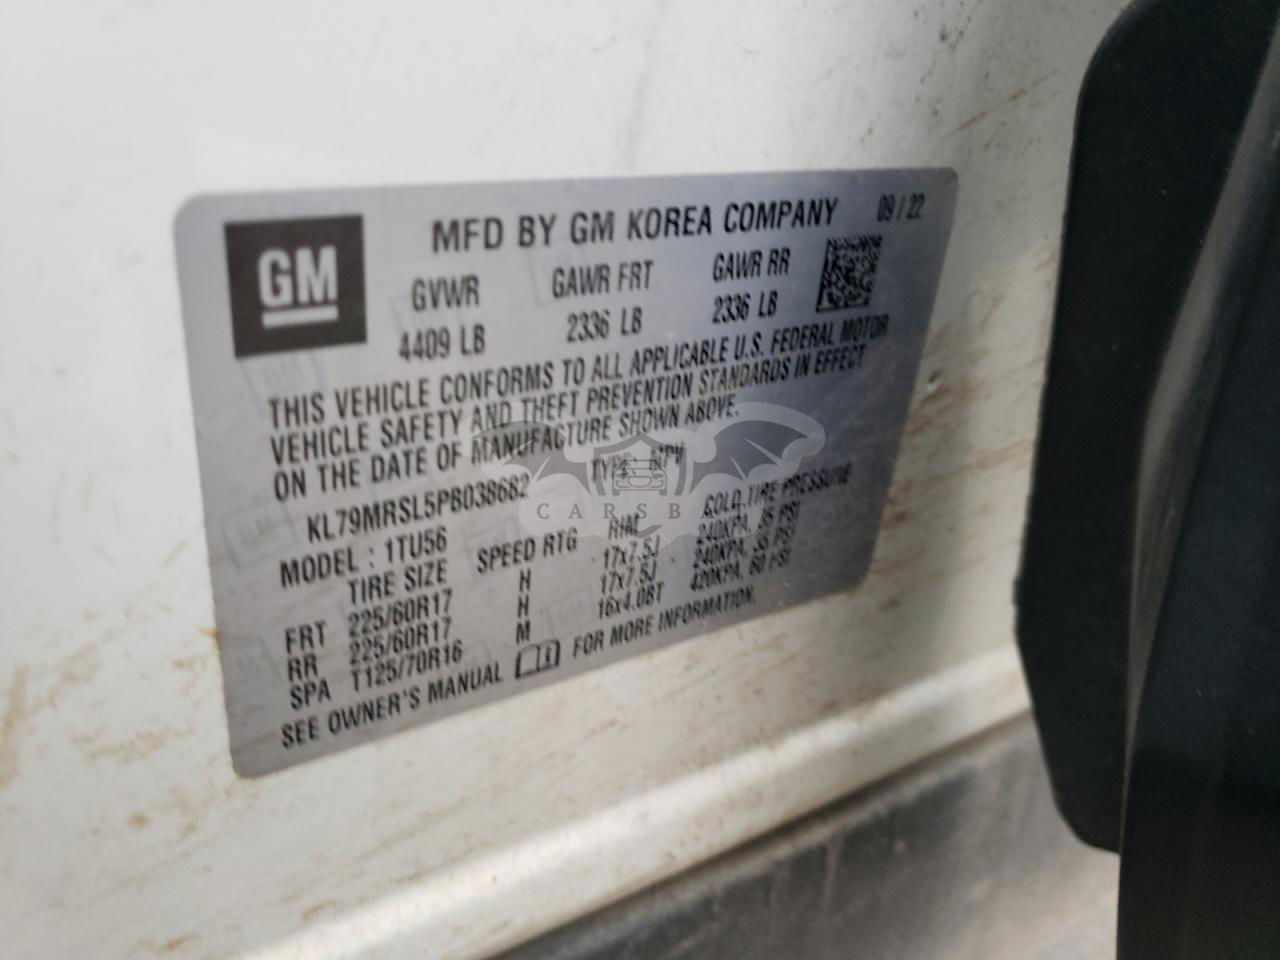 GM
MFD BY GM KOREA COMPANY 09 / 22
GVWR GAWR FRT GAWR RR
4409 LB 2336 LB 2336 LB
THIS VEHICLE CONFORMS TO ALL APPLICABLE U.S. FEDERAL MOTOR
VEHICLE SAFETY AND THEFT PREVENTION STANDARDS IN EFFECT
ON THE DATE OF MANUFACTURE SHOWN ABOVE.
KL79MRSL5PB038682 TYPE: MPV
MODEL : 1TU56
TIRE SIZE SPEED RTG RIM COLD TIRE PRESSURE
FRT 225/60R17 H 17x7.5J 240KPA, 35 PSI
RR 225/60R17 H 17x7.5J 240KPA, 35 PSI
SPA T125/70R16 M 16x4.0BT 420KPA, 60 PSI
SEE OWNER'S MANUAL FOR MORE INFORMATION.